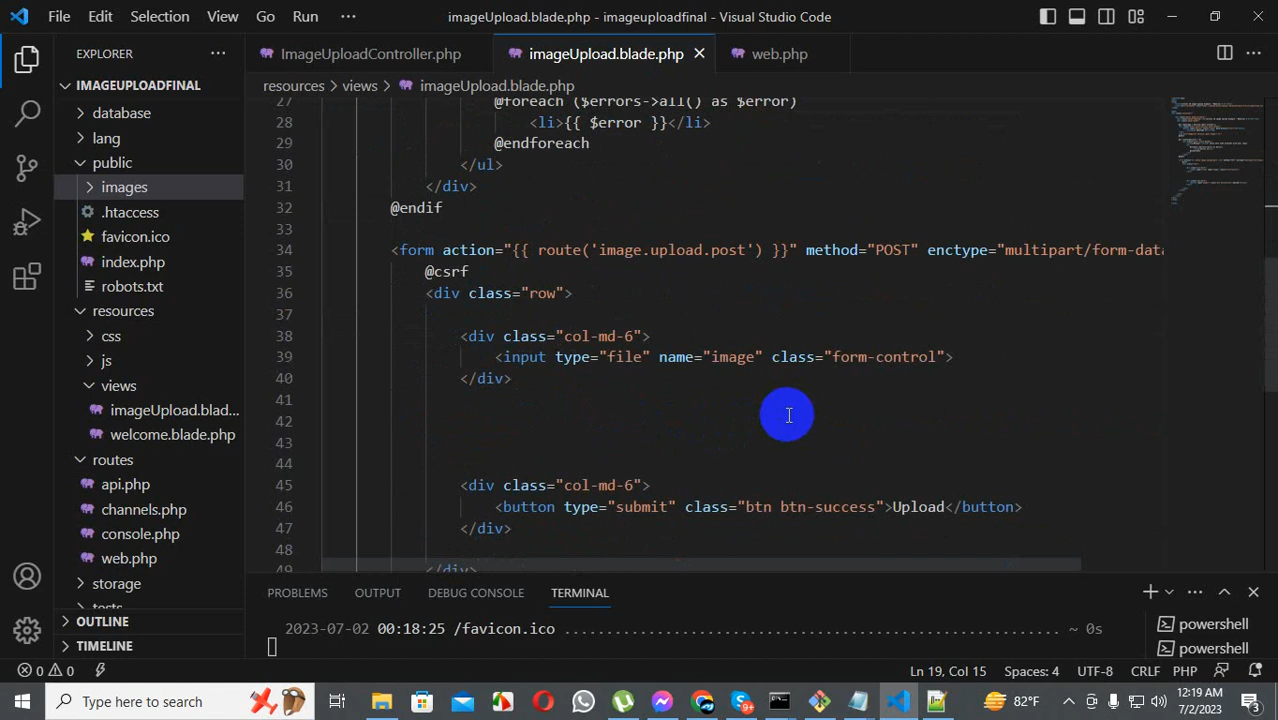 File Edit Selection View Go Run ··· imageUpload.blade.php - imageuploadfinal - Visual Studio Code
EXPLORER ··· ImageUploadController.php imageUpload.blade.php web.php ···
IMAGEUPLOADFINAL
resources > views > imageUpload.blade.php
database
lang
public
images
.htaccess
favicon.ico
index.php
robots.txt
resources
css
js
views
imageUpload.blad...
welcome.blade.php
routes
api.php
channels.php
console.php
web.php
storage
tests
OUTLINE
TIMELINE
27 @foreach ($errors->all() as $error)
28 <li>{{ $error }}</li>
29 @endforeach
30 </ul>
31 </div>
32 @endif
33
34 <form action="{{ route('image.upload.post') }}" method="POST" enctype="multipart/form-data
35 @csrf
36 <div class="row">
37
38 <div class="col-md-6">
39 <input type="file" name="image" class="form-control">
40 </div>
41
42
43
44
45 <div class="col-md-6">
46 <button type="submit" class="btn btn-success">Upload</button>
47 </div>
48
49 </div>
PROBLEMS OUTPUT DEBUG CONSOLE TERMINAL ···
2023-07-02 00:18:25 /favicon.ico ........................................................... ~ 0s
powershell
powershell
0 0 Ln 19, Col 15 Spaces: 4 UTF-8 CRLF PHP
Type here to search 9+ 82°F 12:19 AM
7/2/2023 3